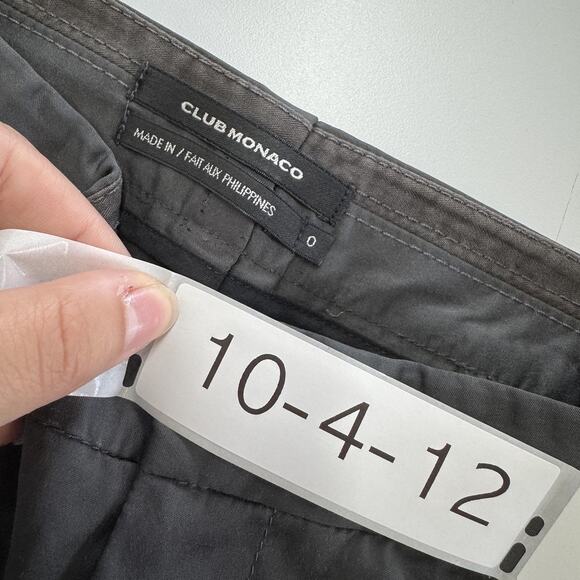 CLUB MONACO
MADE IN / FAIT AUX PHILIPPINES
0
10-4-12